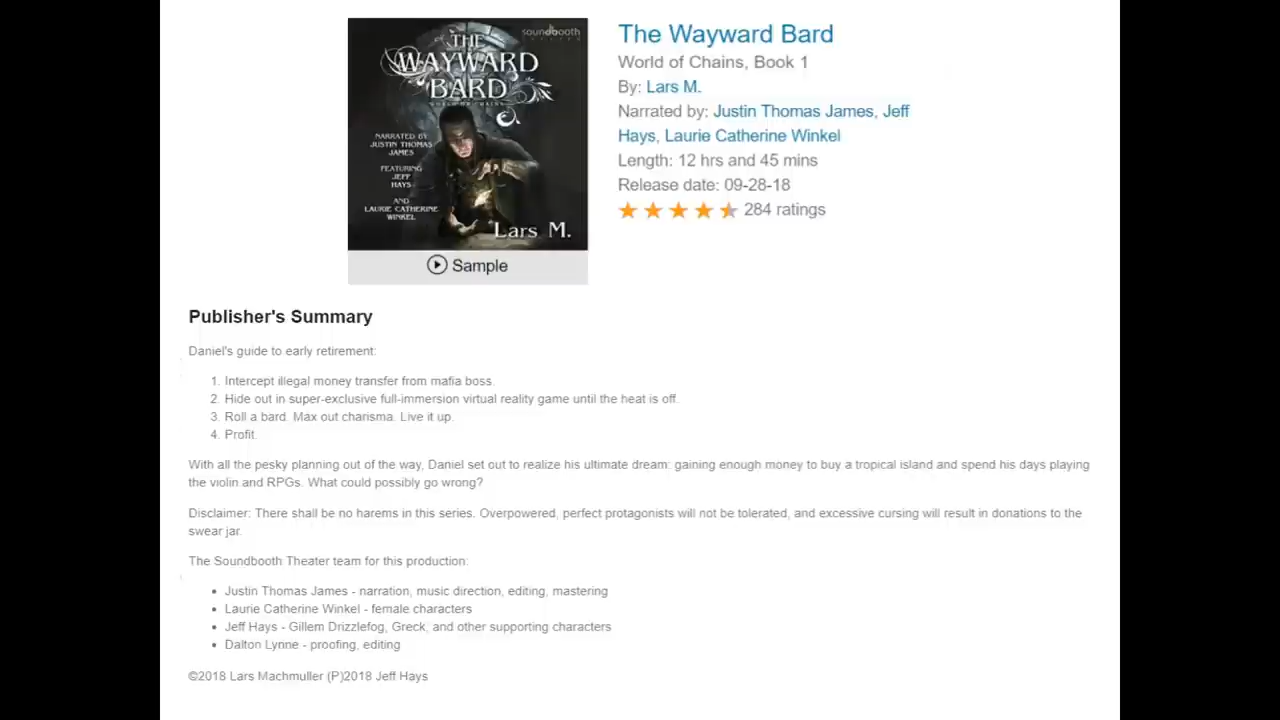 soundbooth
THEATER
THE
WAYWARD
BARD
WORLD OF CHAINS
NARRATED BY
JUSTIN THOMAS
JAMES
FEATURING
JEFF
HAYS
AND
LAURIE CATHERINE
WINKEL
Lars M.
Sample
The Wayward Bard
World of Chains, Book 1
By: Lars M.
Narrated by: Justin Thomas James, Jeff
Hays, Laurie Catherine Winkel
Length: 12 hrs and 45 mins
Release date: 09-28-18
284 ratings
Publisher's Summary
Daniel's guide to early retirement:
1. Intercept illegal money transfer from mafia boss.
2. Hide out in super-exclusive full-immersion virtual reality game until the heat is off.
3. Roll a bard. Max out charisma. Live it up.
4. Profit.
With all the pesky planning out of the way, Daniel set out to realize his ultimate dream: gaining enough money to buy a tropical island and spend his days playing
the violin and RPGs. What could possibly go wrong?
Disclaimer: There shall be no harems in this series. Overpowered, perfect protagonists will not be tolerated, and excessive cursing will result in donations to the
swear jar.
The Soundbooth Theater team for this production:
• Justin Thomas James - narration, music direction, editing, mastering
• Laurie Catherine Winkel - female characters
• Jeff Hays - Gillem Drizzlefog, Greck, and other supporting characters
• Dalton Lynne - proofing, editing
©2018 Lars Machmuller (P)2018 Jeff Hays